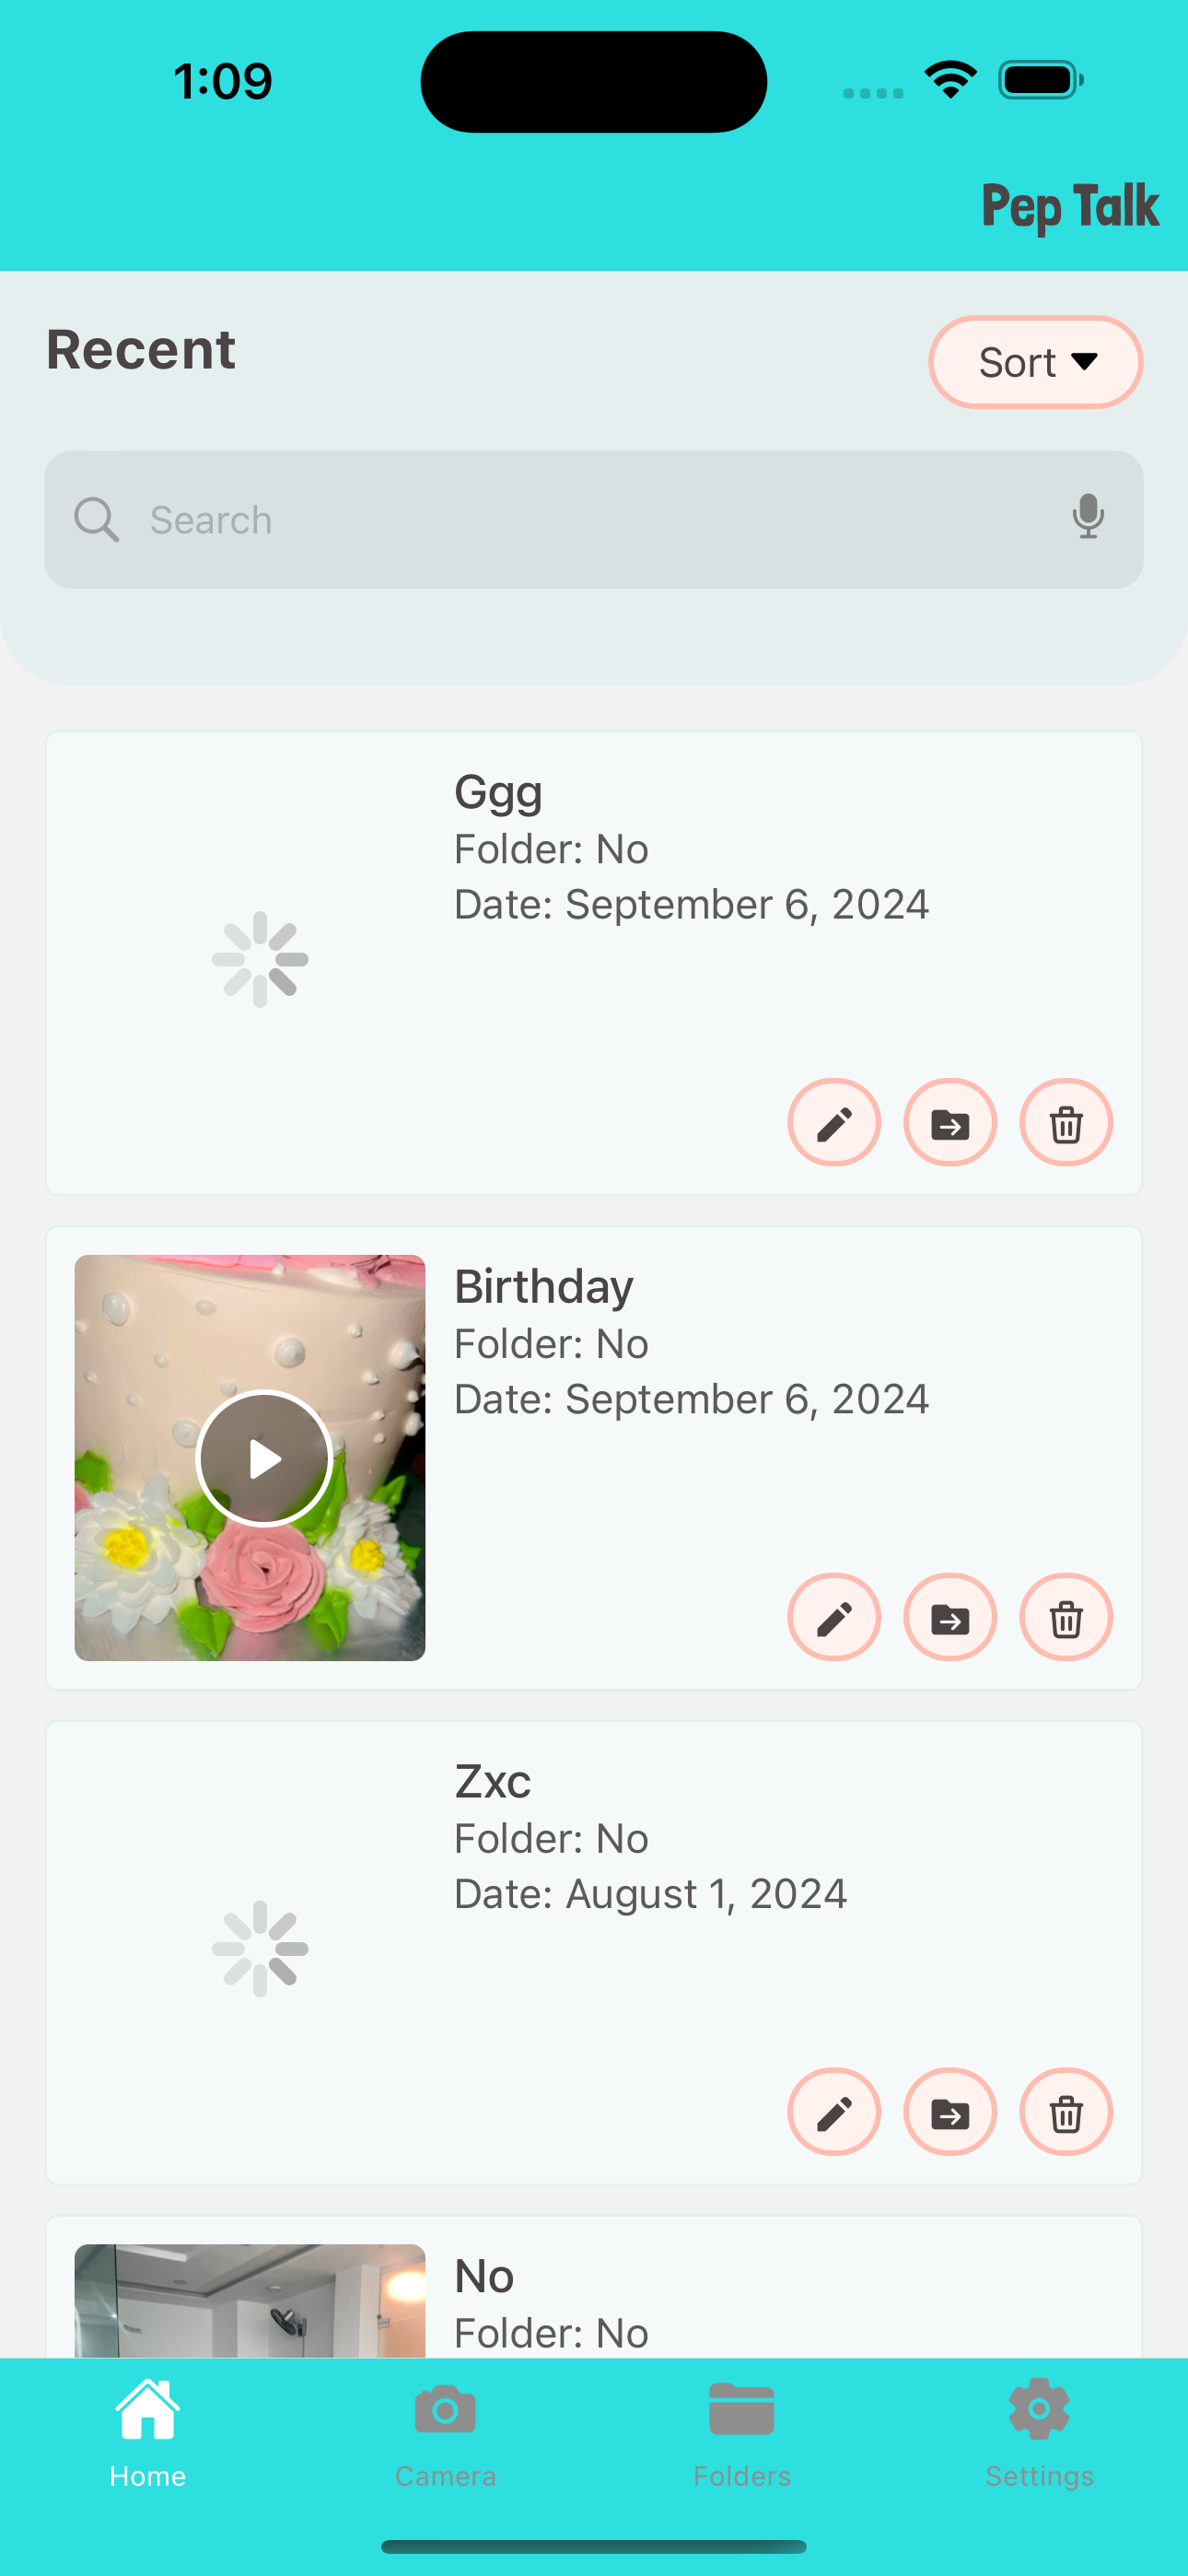 1:09
Pep Talk
Recent
Sort
Search
Ggg
Folder: No
Date: September 6, 2024
Birthday
Folder: No
Date: September 6, 2024
Zxc
Folder: No
Date: August 1, 2024
No
Folder: No
Home
Camera
Folders
Settings